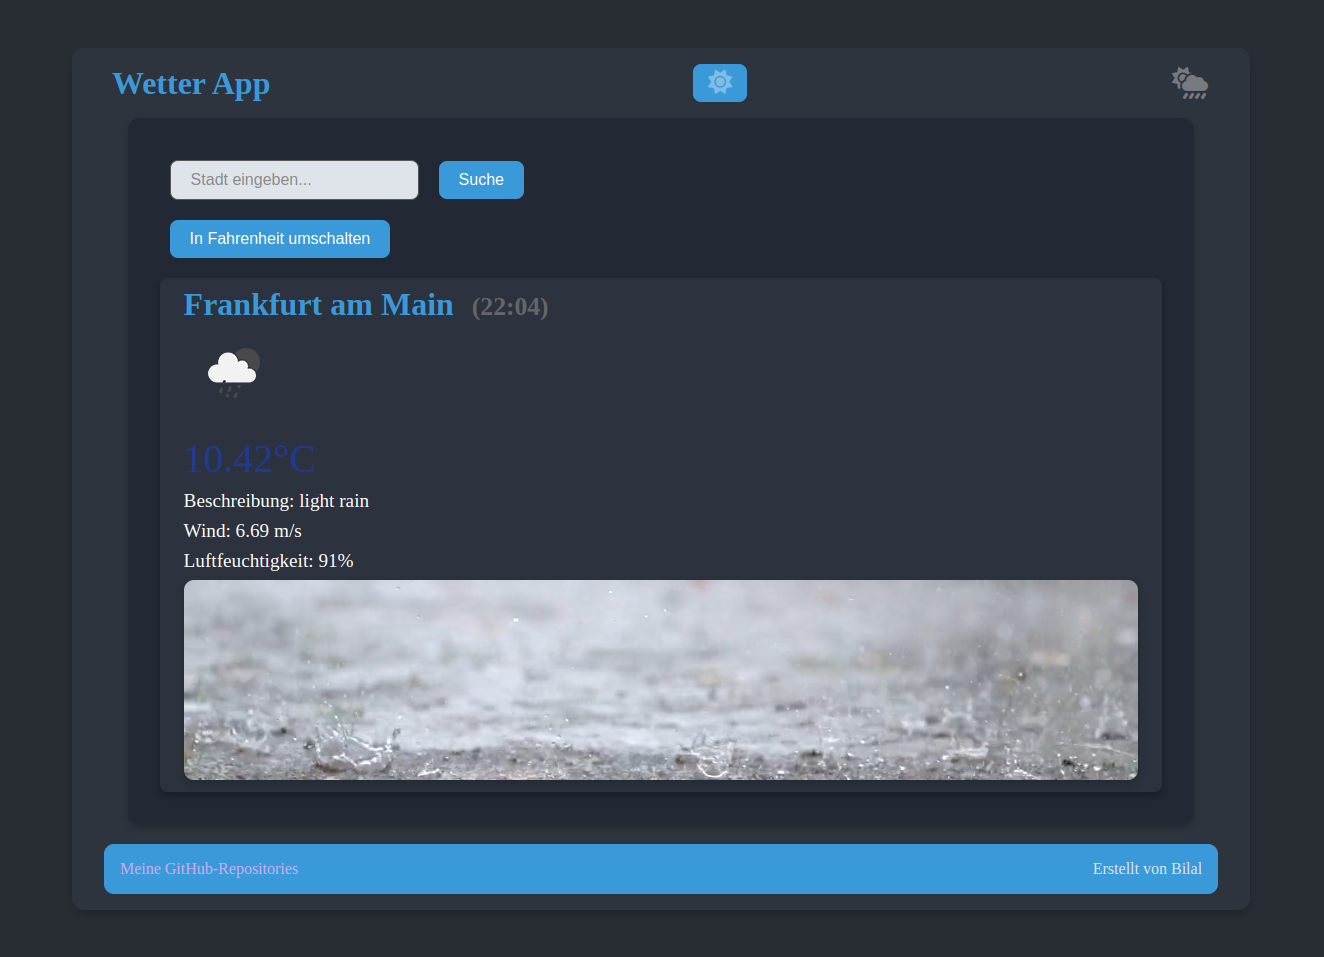 Wetter App
Stadt eingeben...
Suche
In Fahrenheit umschalten
Frankfurt am Main (22:04)
10.42°C
Beschreibung: light rain
Wind: 6.69 m/s
Luftfeuchtigkeit: 91%
Meine GitHub-Repositories
Erstellt von Bilal